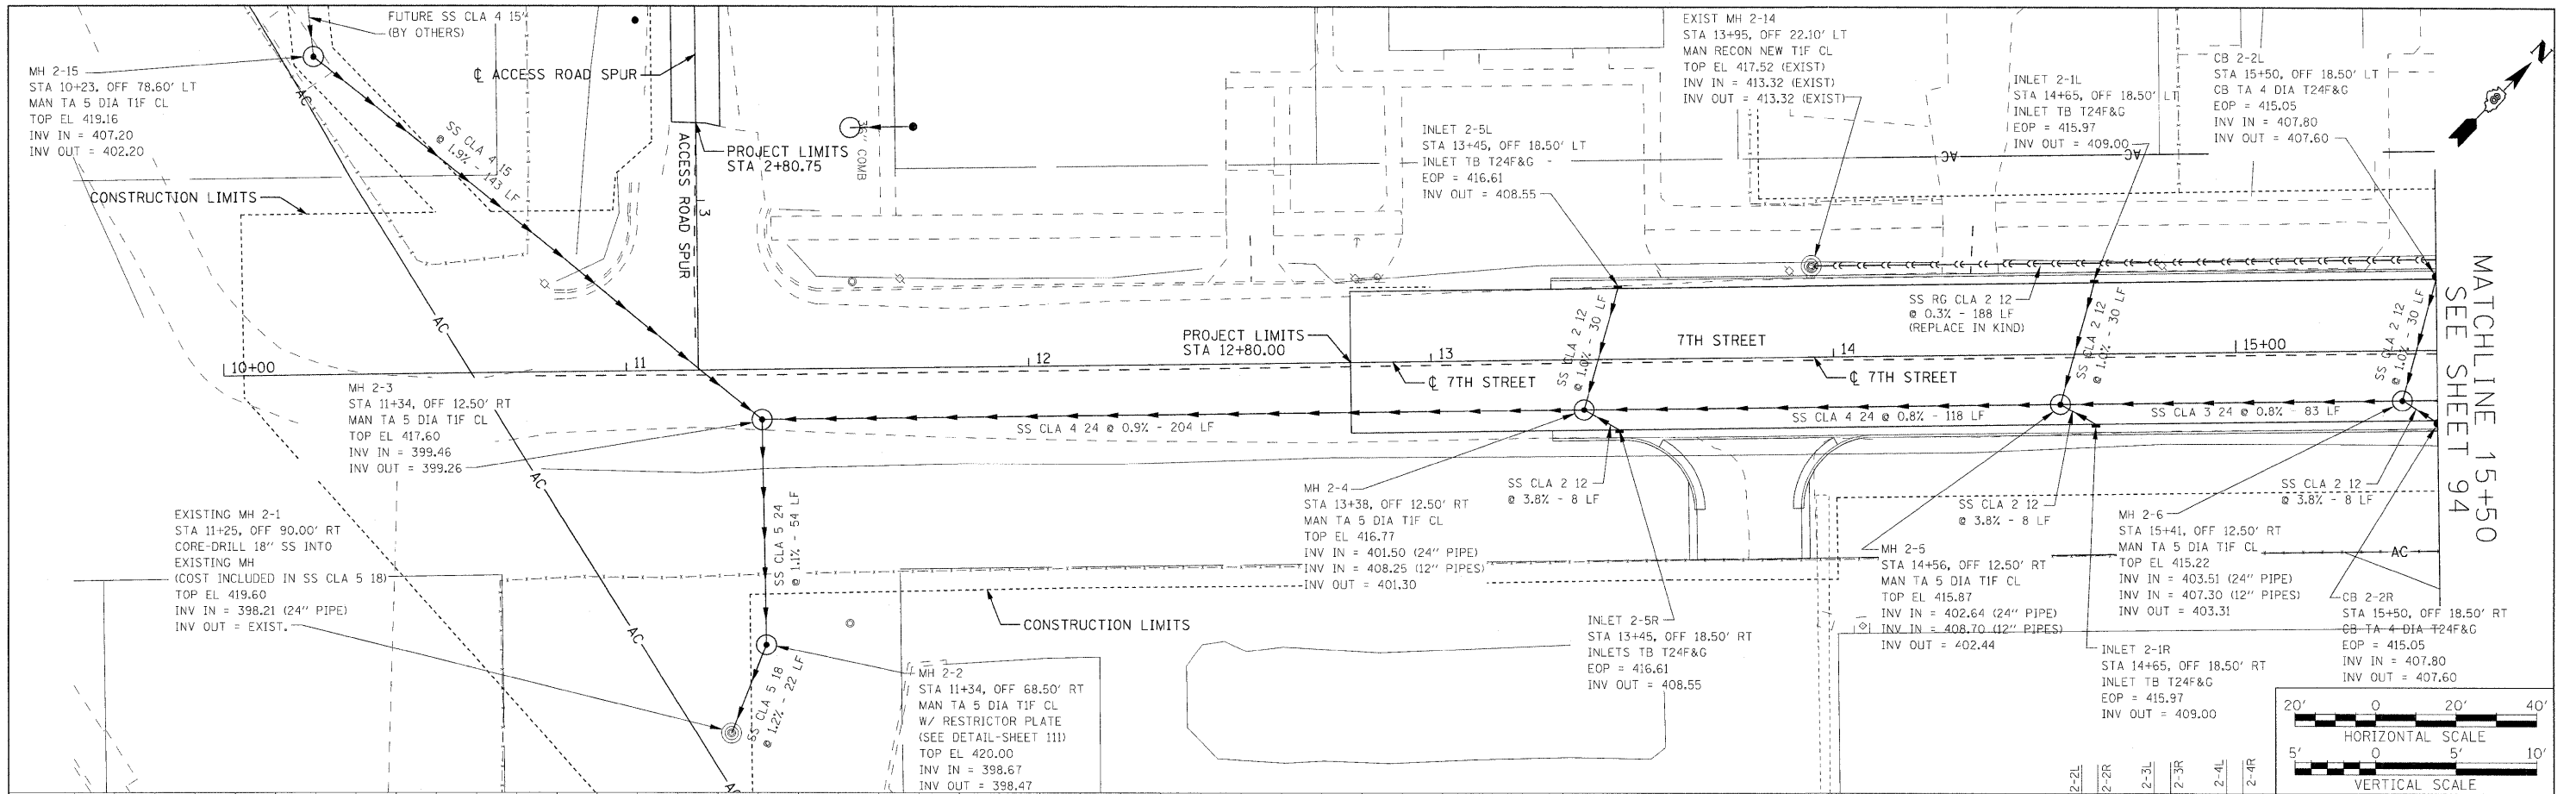 FUTURE SS CLA 4 15"
(BY OTHERS)
MH 2-15
STA 10+23, OFF 78.60' LT
MAN TA 5 DIA T1F CL
TOP EL 419.16
INV IN = 407.20
INV OUT = 402.20
CONSTRUCTION LIMITS
SS CLA 4 15
@ 1.9% - 143 LF
AC
℄ ACCESS ROAD SPUR
PROJECT LIMITS
STA 2+80.75
ACCESS ROAD SPUR
3
36" COMB
INLET 2-5L
STA 13+45, OFF 18.50' LT
INLET TB T24F&G
EOP = 416.61
INV OUT = 408.55
EXIST MH 2-14
STA 13+95, OFF 22.10' LT
MAN RECON NEW T1F CL
TOP EL 417.52 (EXIST)
INV IN = 413.32 (EXIST)
INV OUT = 413.32 (EXIST)
INLET 2-1L
STA 14+65, OFF 18.50' LT
INLET TB T24F&G
EOP = 415.97
INV OUT = 409.00
AC
AC
CB 2-2L
STA 15+50, OFF 18.50' LT
CB TA 4 DIA T24F&G
EOP = 415.05
INV IN = 407.80
INV OUT = 407.60
N
MATCHLINE 15+50
SEE SHEET 94
SS RG CLA 2 12
@ 0.3% - 188 LF
(REPLACE IN KIND)
PROJECT LIMITS
STA 12+80.00
7TH STREET
SS CLA 2 12
@ 1.0% - 30 LF
SS CLA 2 12
@ 1.0% - 30 LF
SS CLA 2 12
@ 1.0% - 30 LF
10+00
11
12
13
14
15+00
℄ 7TH STREET
℄ 7TH STREET
AC
MH 2-3
STA 11+34, OFF 12.50' RT
MAN TA 5 DIA T1F CL
TOP EL 417.60
INV IN = 399.46
INV OUT = 399.26
SS CLA 4 24 @ 0.9% - 204 LF
SS CLA 4 24 @ 0.8% - 118 LF
SS CLA 3 24 @ 0.8% - 83 LF
AC
SS CLA 5 24
@ 1.1% - 54 LF
EXISTING MH 2-1
STA 11+25, OFF 90.00' RT
CORE-DRILL 18" SS INTO
EXISTING MH
(COST INCLUDED IN SS CLA 5 18)
TOP EL 419.60
INV IN = 398.21 (24" PIPE)
INV OUT = EXIST.
AC
AC
SS CLA 5 18
@ 1.2% - 22 LF
MH 2-2
STA 11+34, OFF 68.50' RT
MAN TA 5 DIA T1F CL
W/ RESTRICTOR PLATE
(SEE DETAIL-SHEET 111)
TOP EL 420.00
INV IN = 398.67
INV OUT = 398.47
CONSTRUCTION LIMITS
MH 2-4
STA 13+38, OFF 12.50' RT
MAN TA 5 DIA T1F CL
TOP EL 416.77
INV IN = 401.50 (24" PIPE)
INV IN = 408.25 (12" PIPES)
INV OUT = 401.30
SS CLA 2 12
@ 3.8% - 8 LF
INLET 2-5R
STA 13+45, OFF 18.50' RT
INLETS TB T24F&G
EOP = 416.61
INV OUT = 408.55
SS CLA 2 12
@ 3.8% - 8 LF
MH 2-5
STA 14+56, OFF 12.50' RT
MAN TA 5 DIA T1F CL
TOP EL 415.87
INV IN = 402.64 (24" PIPE)
INV IN = 408.70 (12" PIPES)
INV OUT = 402.44
INLET 2-1R
STA 14+65, OFF 18.50' RT
INLET TB T24F&G
EOP = 415.97
INV OUT = 409.00
SS CLA 2 12
@ 3.8% - 8 LF
MH 2-6
STA 15+41, OFF 12.50' RT
MAN TA 5 DIA T1F CL
TOP EL 415.22
INV IN = 403.51 (24" PIPE)
INV IN = 407.30 (12" PIPES)
INV OUT = 403.31
AC
CB 2-2R
STA 15+50, OFF 18.50' RT
CB TA 4 DIA T24F&G
EOP = 415.05
INV IN = 407.80
INV OUT = 407.60
20' 0 20' 40'
HORIZONTAL SCALE
5' 0 5' 10'
VERTICAL SCALE
2-2L
2-2R
2-3L
2-3R
2-4L
2-4R